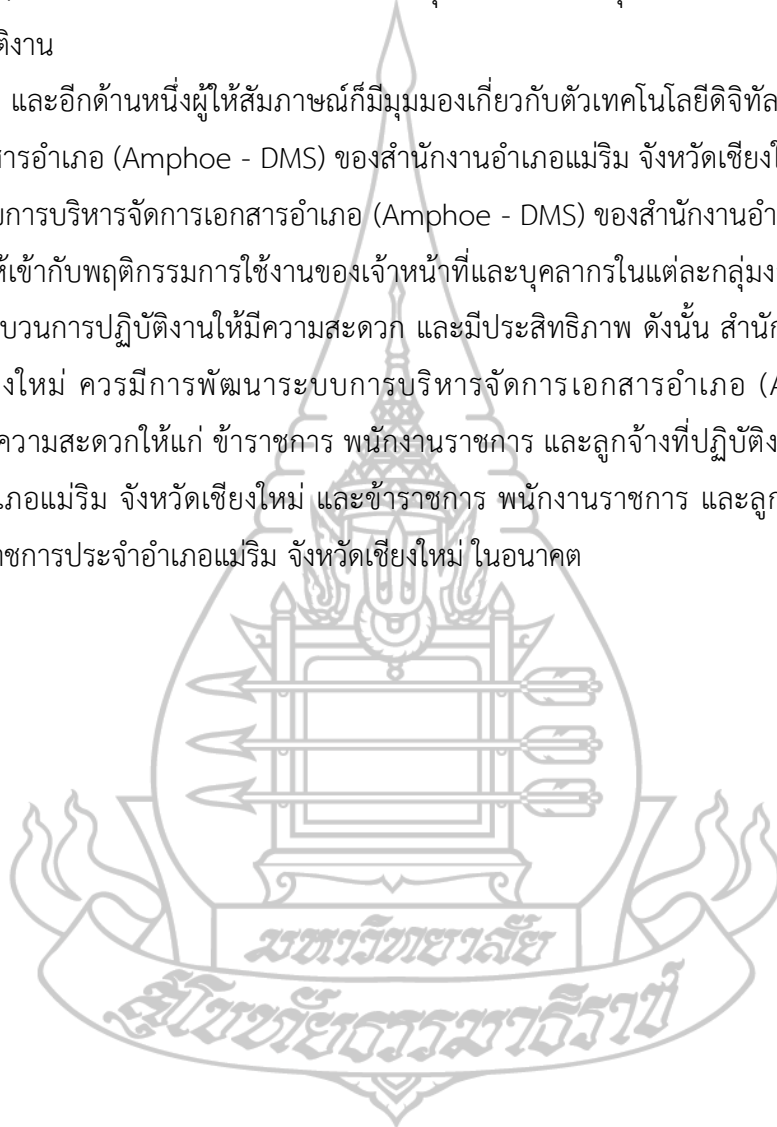 ติงาน
และอีกด้านหนึ่งผู้ให้สัมภาษณ์ก็มีมุมมองเกี่ยวกับตัวเทคโนโลยีดิจิทัล
สารอำเภอ (Amphoe - DMS) ของสำนักงานอำเภอแม่ริม จังหวัดเชียงใ
บการบริหารจัดการเอกสารอำเภอ (Amphoe - DMS) ของสำนักงานอำ
ห้เข้ากับพฤติกรรมการใช้งานของเจ้าหน้าที่และบุคลากรในแต่ละกลุ่มง
บวนการปฏิบัติงานให้มีความสะดวก และมีประสิทธิภาพ ดังนั้น สำนัก
งใหม่ ควรมีการพัฒนาระบบการบริหารจัดการเอกสารอำเภอ (A
ความสะดวกให้แก่ ข้าราชการ พนักงานราชการ และลูกจ้างที่ปฏิบัติง
เภอแม่ริม จังหวัดเชียงใหม่ และข้าราชการ พนักงานราชการ และลูก
าชการประจำอำเภอแม่ริม จังหวัดเชียงใหม่ ในอนาคต
มหาวิทยาลัย
สุโขทัยธรรมาธิราช